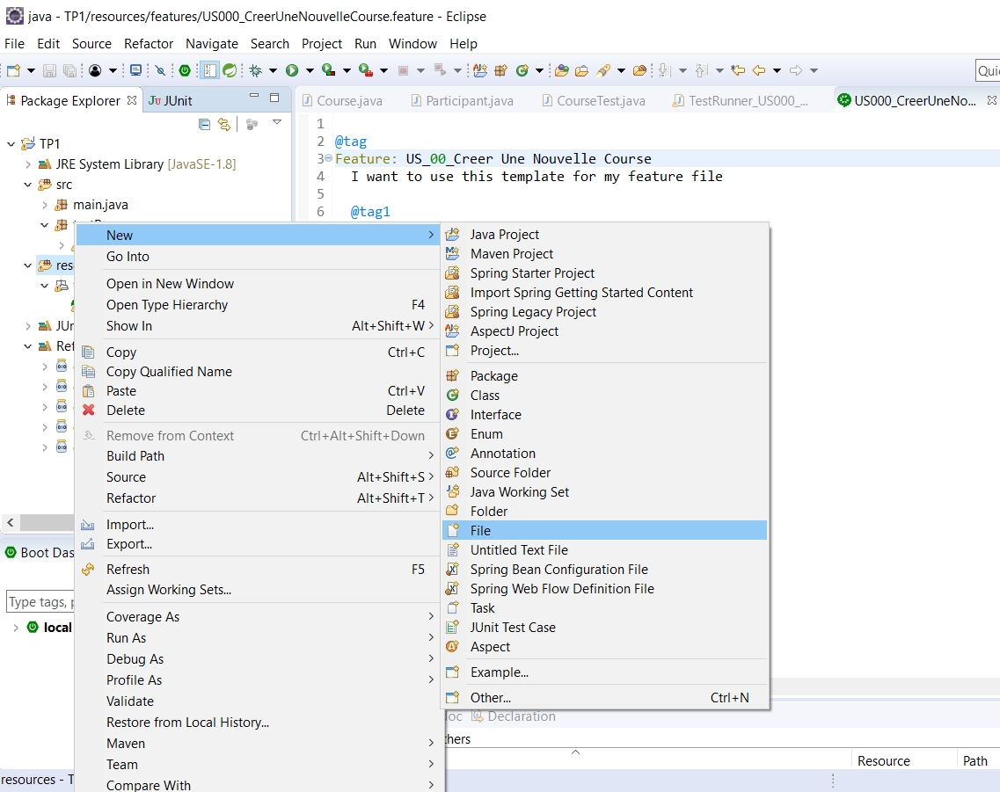 java - TP1/resources/features/US000_CreerUneNouvelleCourse.feature - Eclipse
File Edit Source Refactor Navigate Search Project Run Window Help
Quic
Package Explorer JUnit
Course.java Participant.java CourseTest.java TestRunner_US00_... US000_CreerUneNo...
TP1
JRE System Library [JavaSE-1.8]
src
main.java
res
JU
Ref
1
2 @tag
3 Feature: US_00_Creer Une Nouvelle Course
4 I want to use this template for my feature file
5
6 @tag1
New
Go Into
Open in New Window
Open Type Hierarchy F4
Show In Alt+Shift+W
Copy Ctrl+C
Copy Qualified Name
Paste Ctrl+V
Delete Delete
Remove from Context Ctrl+Alt+Shift+Down
Build Path
Source Alt+Shift+S
Refactor Alt+Shift+T
Import...
Export...
Refresh F5
Assign Working Sets...
Coverage As
Run As
Debug As
Profile As
Validate
Restore from Local History...
Maven
Team
Compare With
Java Project
Maven Project
Spring Starter Project
Import Spring Getting Started Content
Spring Legacy Project
AspectJ Project
Project...
Package
Class
Interface
Enum
Annotation
Source Folder
Java Working Set
Folder
File
Untitled Text File
Spring Bean Configuration File
Spring Web Flow Definition File
Task
JUnit Test Case
Aspect
Example...
Other... Ctrl+N
Boot Das
Type tags, p
local
oc Declaration
thers
Resource Path
resources - T